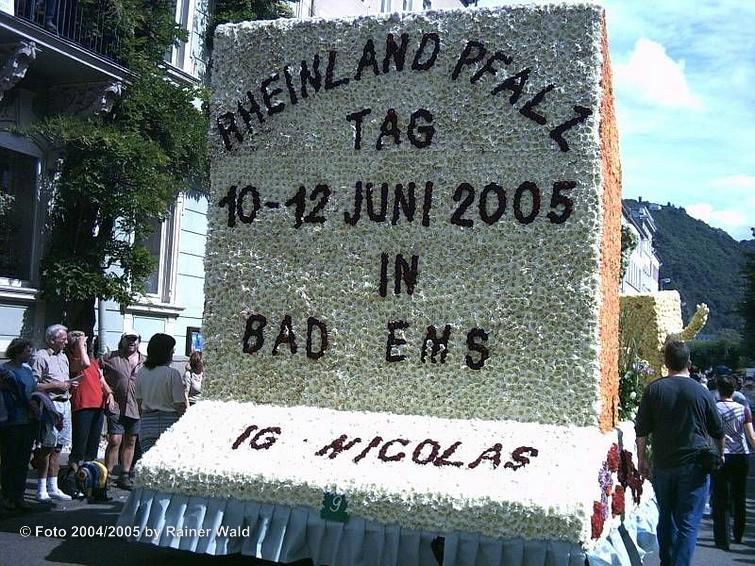 RHEINLAND PFALZ
TAG
10-12 JUNI 2005
IN
BAD EMS
IG · NICOLAS
9
© Foto 2004/2005 by Rainer Wald